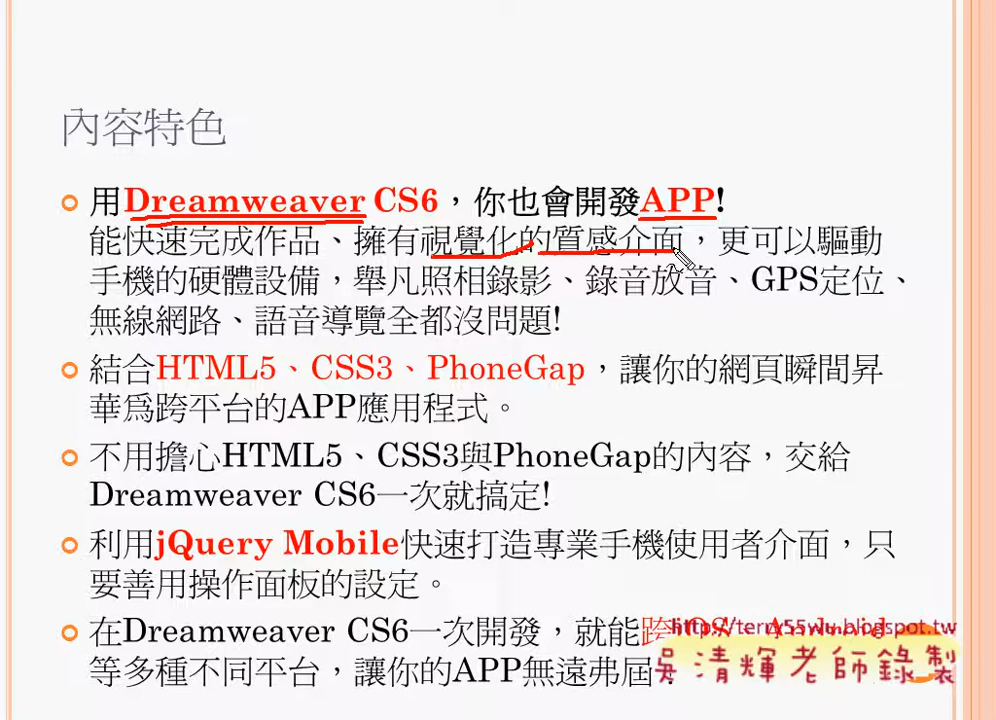 內容特色
用Dreamweaver CS6，你也會開發APP!
能快速完成作品、擁有視覺化的質感介面，更可以驅動
手機的硬體設備，舉凡照相錄影、錄音放音、GPS定位、
無線網路、語音導覽全都沒問題!
結合HTML5、CSS3、PhoneGap，讓你的網頁瞬間昇
華為跨平台的APP應用程式。
不用擔心HTML5、CSS3與PhoneGap的內容，交給
Dreamweaver CS6一次就搞定!
利用jQuery Mobile快速打造專業手機使用者介面，只
要善用操作面板的設定。
在Dreamweaver CS6一次開發，就能跨
http://terry55wu.blogspot.tw
等多種不同平台，讓你的APP無遠弗屆
吳清輝老師錄製